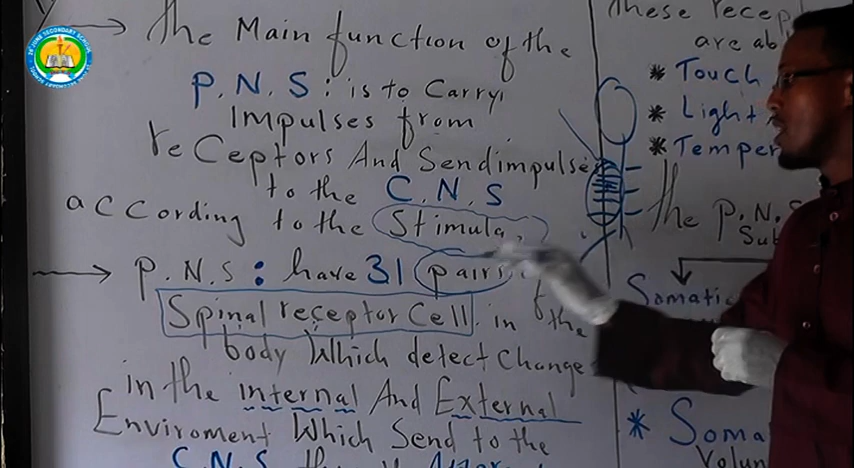 The Main function of the
P.N.S: is to Carry
Impulses from
receptors And Send impulses
to the C.N.S
according to the Stimula,
P.N.S: have 31 pairs of
Spinal receptor Cell in the
body Which detect Change
in the internal And External
Enviroment Which Send to the
C.N.S
These recep
are ab
* Touch
* Light
* Temper
The P.N.S
Sub
Somatic
* Soma
Volun